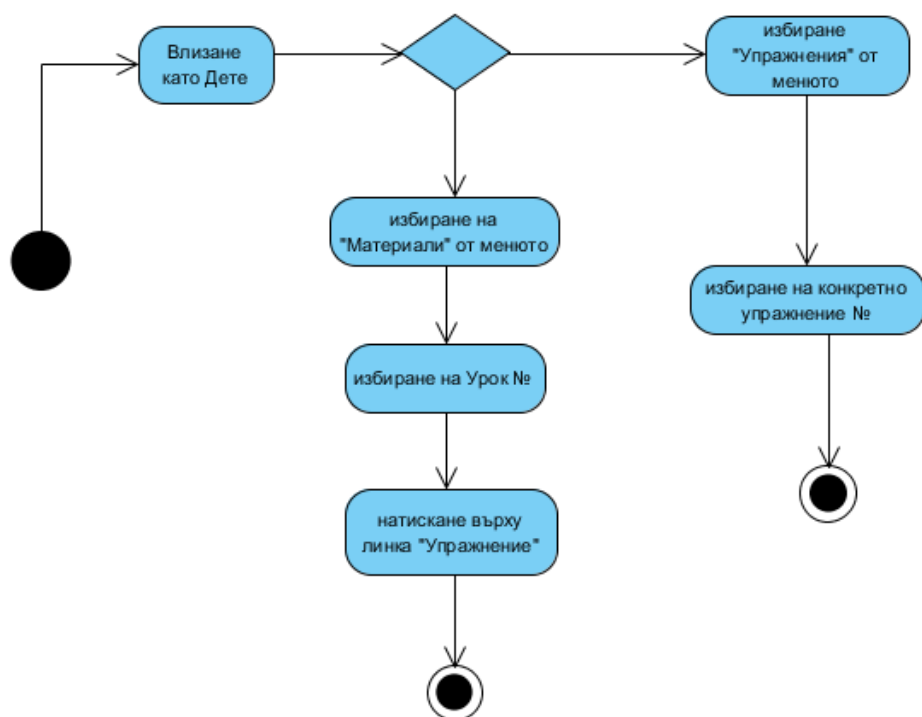 Влизане
като Дете
избиране
"Упражнения" от
менюто
избиране на
"Материали" от менюто
избиране на конкретно
упражнение №
избиране на Урок №
натискане върху
линка "Упражнение"